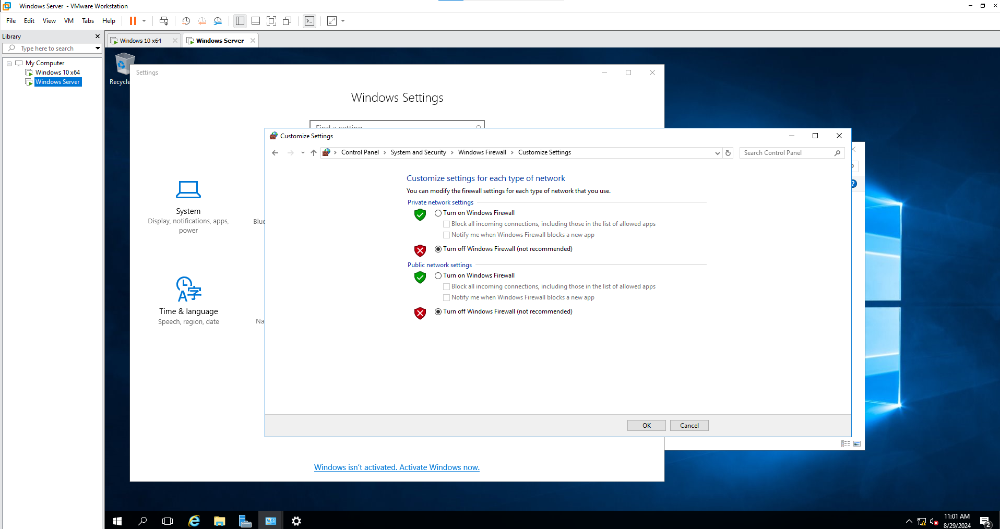 Windows Server - VMware Workstation
File Edit View VM Tabs Help
Library
Type here to search
My Computer
Windows 10 x64
Windows Server
Windows 10 x64
Windows Server
Recycle
Settings
Windows Settings
Find a setting
System
Display, notifications, apps,
power
Blue
Time & language
Speech, region, date
Na
Windows isn't activated. Activate Windows now.
Customize Settings
Control Panel > System and Security > Windows Firewall > Customize Settings
Search Control Panel
Customize settings for each type of network
You can modify the firewall settings for each type of network that you use.
Private network settings
Turn on Windows Firewall
Block all incoming connections, including those in the list of allowed apps
Notify me when Windows Firewall blocks a new app
Turn off Windows Firewall (not recommended)
Public network settings
Turn on Windows Firewall
Block all incoming connections, including those in the list of allowed apps
Notify me when Windows Firewall blocks a new app
Turn off Windows Firewall (not recommended)
OK Cancel
11:01 AM
8/29/2024
2